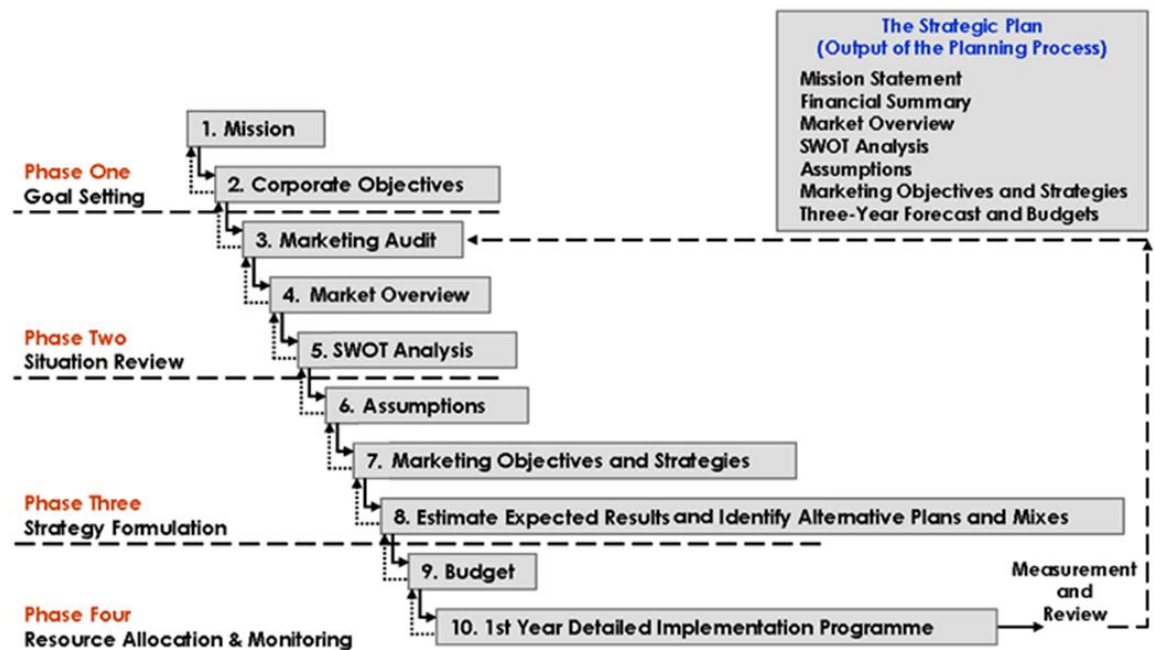 The Strategic Plan
(Output of the Planning Process)
Mission Statement
Financial Summary
Market Overview
SWOT Analysis
Assumptions
Marketing Objectives and Strategies
Three-Year Forecast and Budgets
1. Mission
Phase One
Goal Setting
2. Corporate Objectives
3. Marketing Audit
4. Market Overview
Phase Two
Situation Review
5. SWOT Analysis
6. Assumptions
7. Marketing Objectives and Strategies
Phase Three
Strategy Formulation
8. Estimate Expected Results and Identify Alternative Plans and Mixes
9. Budget
Measurement
and
Review
Phase Four
Resource Allocation & Monitoring
10. 1st Year Detailed Implementation Programme